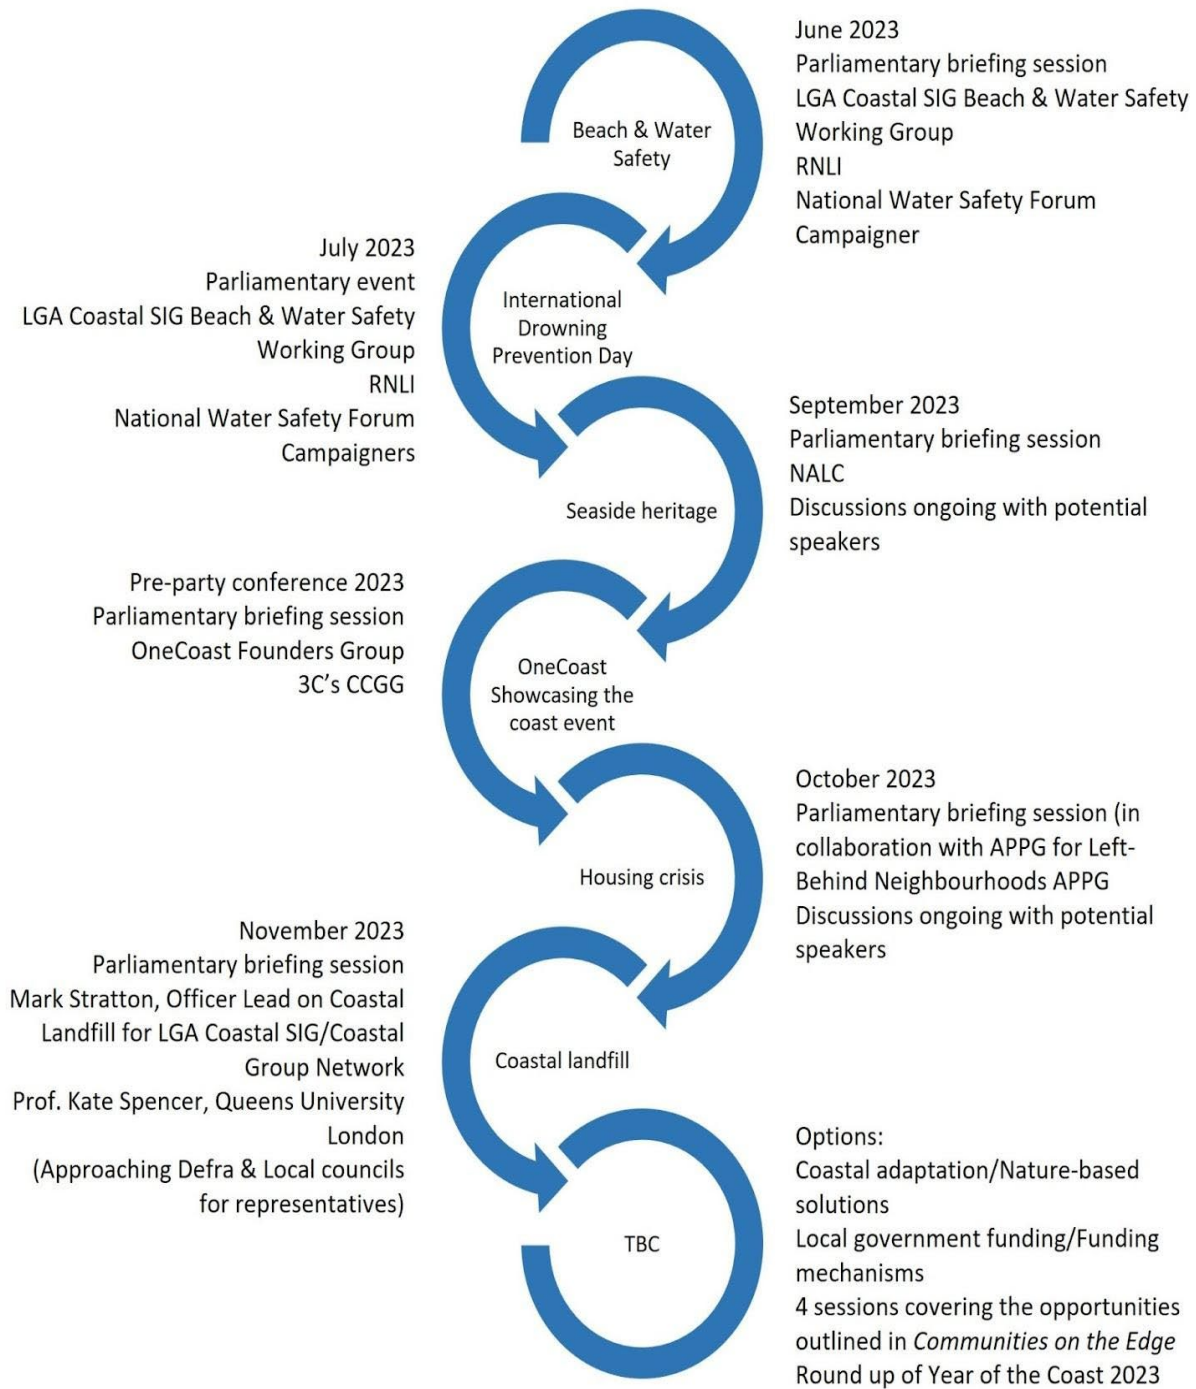 Beach & Water
Safety
June 2023
Parliamentary briefing session
LGA Coastal SIG Beach & Water Safety
Working Group
RNLI
National Water Safety Forum
Campaigner
July 2023
Parliamentary event
LGA Coastal SIG Beach & Water Safety
Working Group
RNLI
National Water Safety Forum
Campaigners
International
Drowning
Prevention Day
Seaside heritage
September 2023
Parliamentary briefing session
NALC
Discussions ongoing with potential
speakers
Pre-party conference 2023
Parliamentary briefing session
OneCoast Founders Group
3C's CCGG
OneCoast
Showcasing the
coast event
Housing crisis
October 2023
Parliamentary briefing session (in
collaboration with APPG for Left-
Behind Neighbourhoods APPG
Discussions ongoing with potential
speakers
November 2023
Parliamentary briefing session
Mark Stratton, Officer Lead on Coastal
Landfill for LGA Coastal SIG/Coastal
Group Network
Prof. Kate Spencer, Queens University
London
(Approaching Defra & Local councils
for representatives)
Coastal landfill
TBC
Options:
Coastal adaptation/Nature-based
solutions
Local government funding/Funding
mechanisms
4 sessions covering the opportunities
outlined in Communities on the Edge
Round up of Year of the Coast 2023